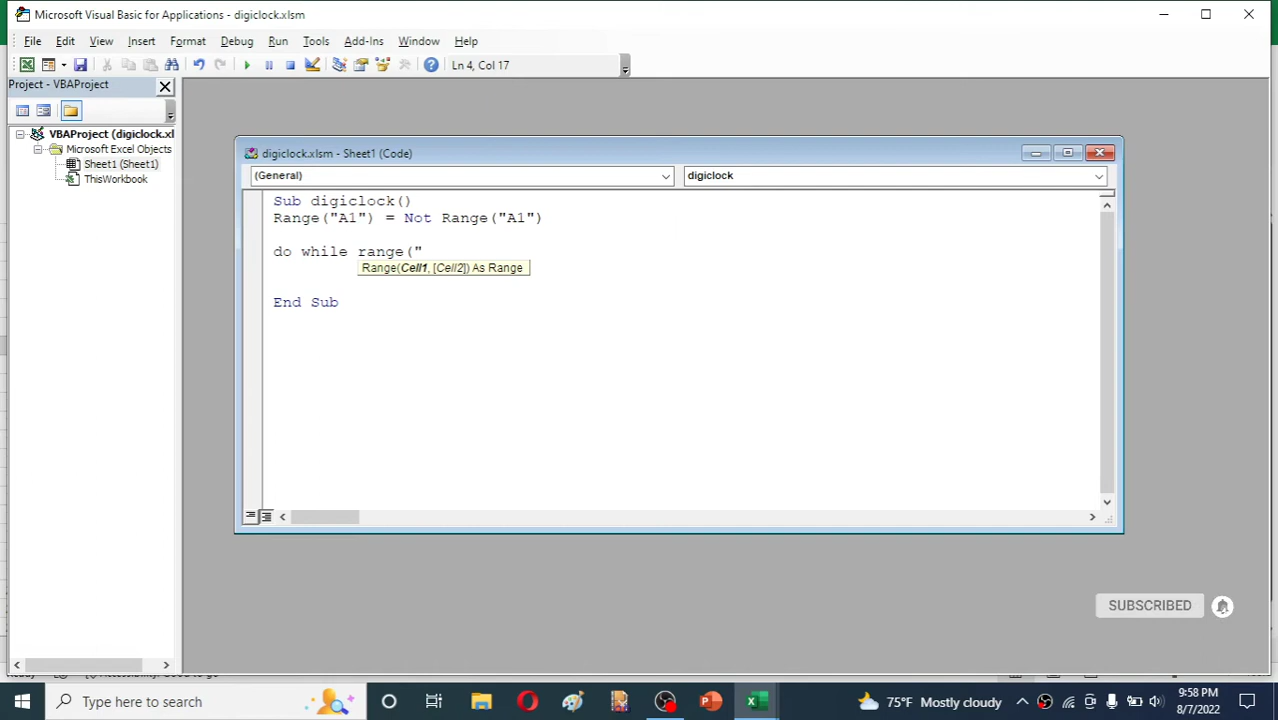 Microsoft Visual Basic for Applications - digiclock.xlsm
File Edit View Insert Format Debug Run Tools Add-Ins Window Help
Ln 4, Col 17
Project - VBAProject
VBAProject (digiclock.xl
Microsoft Excel Objects
Sheet1 (Sheet1)
ThisWorkbook
digiclock.xlsm - Sheet1 (Code)
(General) digiclock
Sub digiclock()
Range("A1") = Not Range("A1")
do while range("
Range(Cell1, [Cell2]) As Range
End Sub
SUBSCRIBED
Type here to search
75°F Mostly cloudy
9:58 PM
8/7/2022